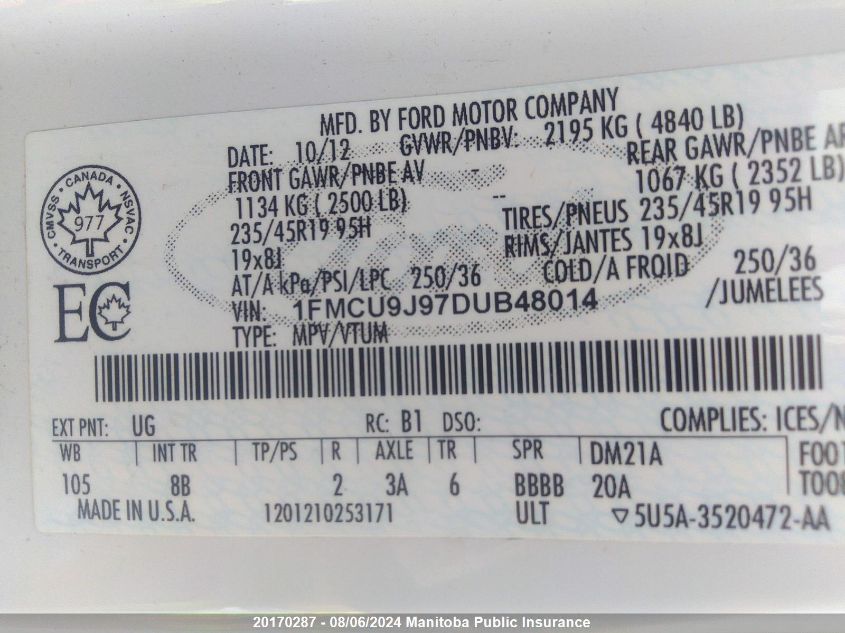 MFD. BY FORD MOTOR COMPANY
DATE: 10/12 GVWR/PNBV: 2195 KG ( 4840 LB)
FRONT GAWR/PNBE AV REAR GAWR/PNBE
1134 KG ( 2500 LB) 1067 KG ( 2352 LB)
235/45R19 95H TIRES/PNEUS 235/45R19 95H
19x8J RIMS/JANTES 19x8J
AT/A kPa/PSI/LPC 250/36 COLD/A FROID 250/36
VIN: 1FMCU9J97DUB48014 /JUMELEES
TYPE: MPV/VTUM
CANADA
CMVSS 977 NSVAC
TRANSPORT
EC
EXT PNT: UG RC: B1 DSO: COMPLIES: ICES/N
WB INT TR TP/PS R AXLE TR SPR DM21A
105 8B 2 3A 6 BBBB 20A
MADE IN U.S.A. 1201210253171 ULT ▽5U5A-3520472-AA
20170287 - 08/06/2024 Manitoba Public Insurance